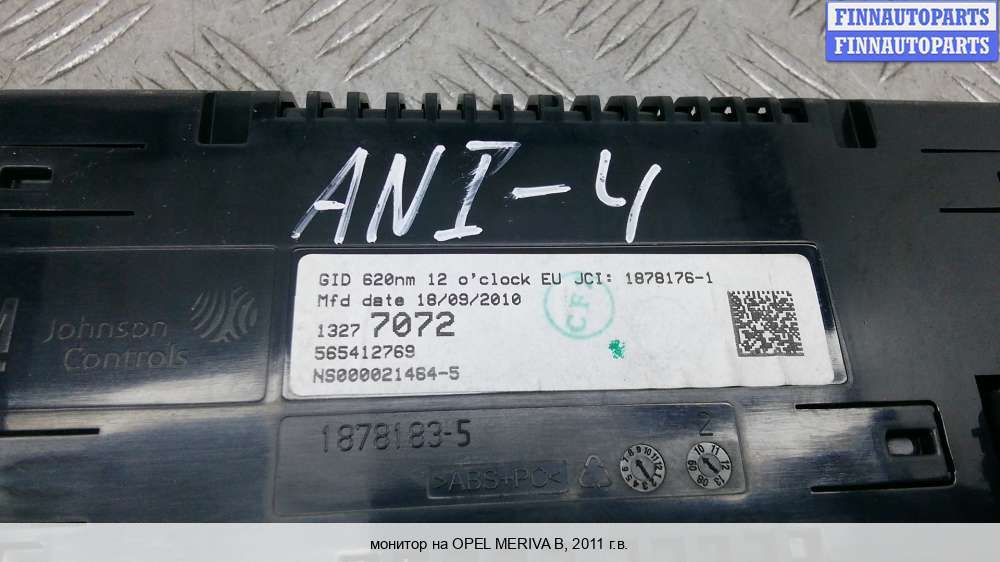 FINNAUTOPARTS
FINNAUTOPARTS
ANI-4
GID 620nm 12 o'clock EU JCI: 1878176-1
Mfd date 18/09/2010
1327 7072
565412769
NS000021464-5
Johnson
Controls
1878183-5
2
>ABS+PC<
монитор на OPEL MERIVA B, 2011 г.в.